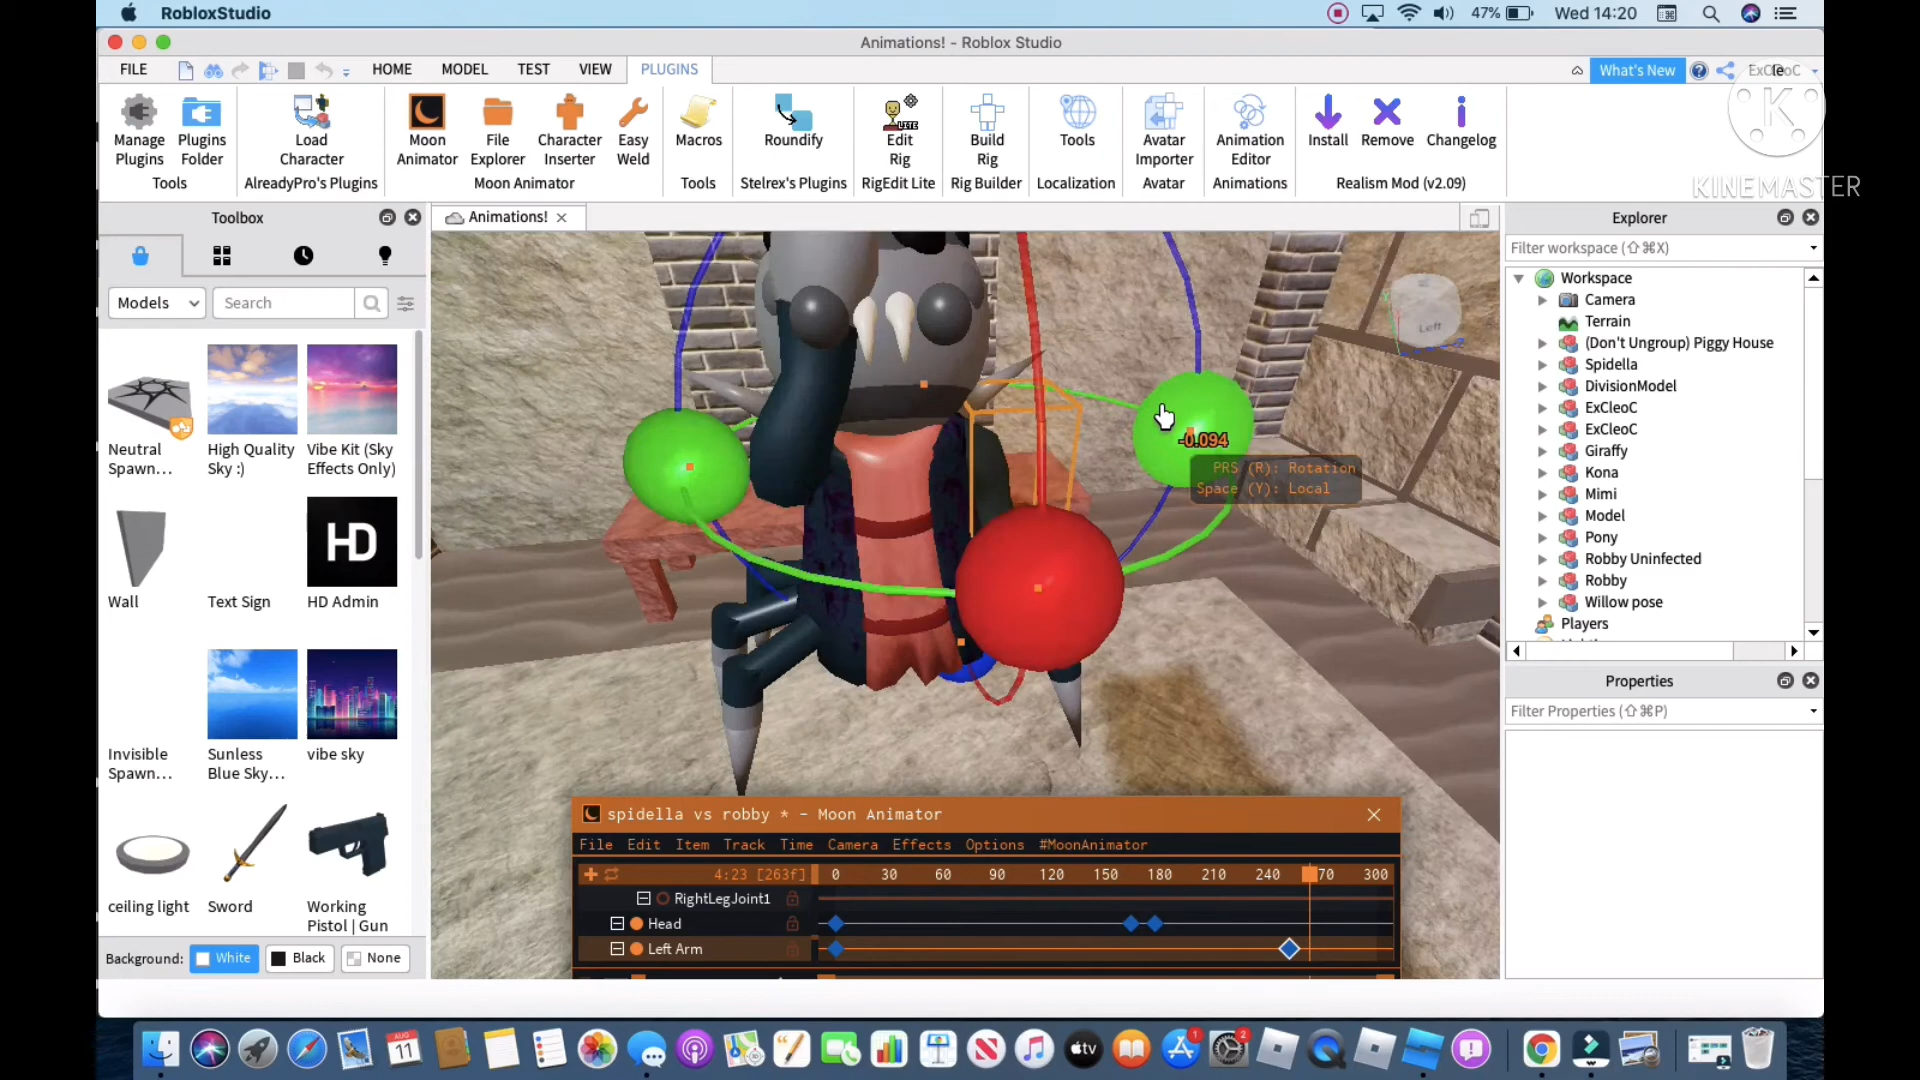 RobloxStudio
47%
Wed 14:20
Animations! - Roblox Studio
FILE
HOME
MODEL
TEST
VIEW
PLUGINS
What's New
ExCleoC
Manage Plugins
Plugins Folder
Load Character
Moon Animator
File Explorer
Character Inserter
Easy Weld
Macros
Roundify
Edit Rig
Build Rig
Tools
Avatar Importer
Animation Editor
Install
Remove
Changelog
Tools
AlreadyPro's Plugins
Moon Animator
Tools
Stelrex's Plugins
RigEdit Lite
Rig Builder
Localization
Avatar
Animations
Realism Mod (v2.09)
K
KINEMASTER
Toolbox
Models
Search
Neutral Spawn...
High Quality Sky :)
Vibe Kit (Sky Effects Only)
Wall
Text Sign
HD
HD Admin
Invisible Spawn...
Sunless Blue Sky...
vibe sky
ceiling light
Sword
Working Pistol | Gun
Background:
White
Black
None
Animations!
Left
-0.094
PRS (R): Rotation
Space (Y): Local
spidella vs robby * - Moon Animator
File Edit Item Track Time Camera Effects Options #MoonAnimator
4:23 [263f]
0 30 60 90 120 150 180 210 240 70 300
RightLegJoint1
Head
Left Arm
Explorer
Filter workspace (⇧⌘X)
Workspace
Camera
Terrain
(Don't Ungroup) Piggy House
Spidella
DivisionModel
ExCleoC
ExCleoC
Giraffy
Kona
Mimi
Model
Pony
Robby Uninfected
Robby
Willow pose
Players
Properties
Filter Properties (⇧⌘P)
AUG
11
tv
1
2